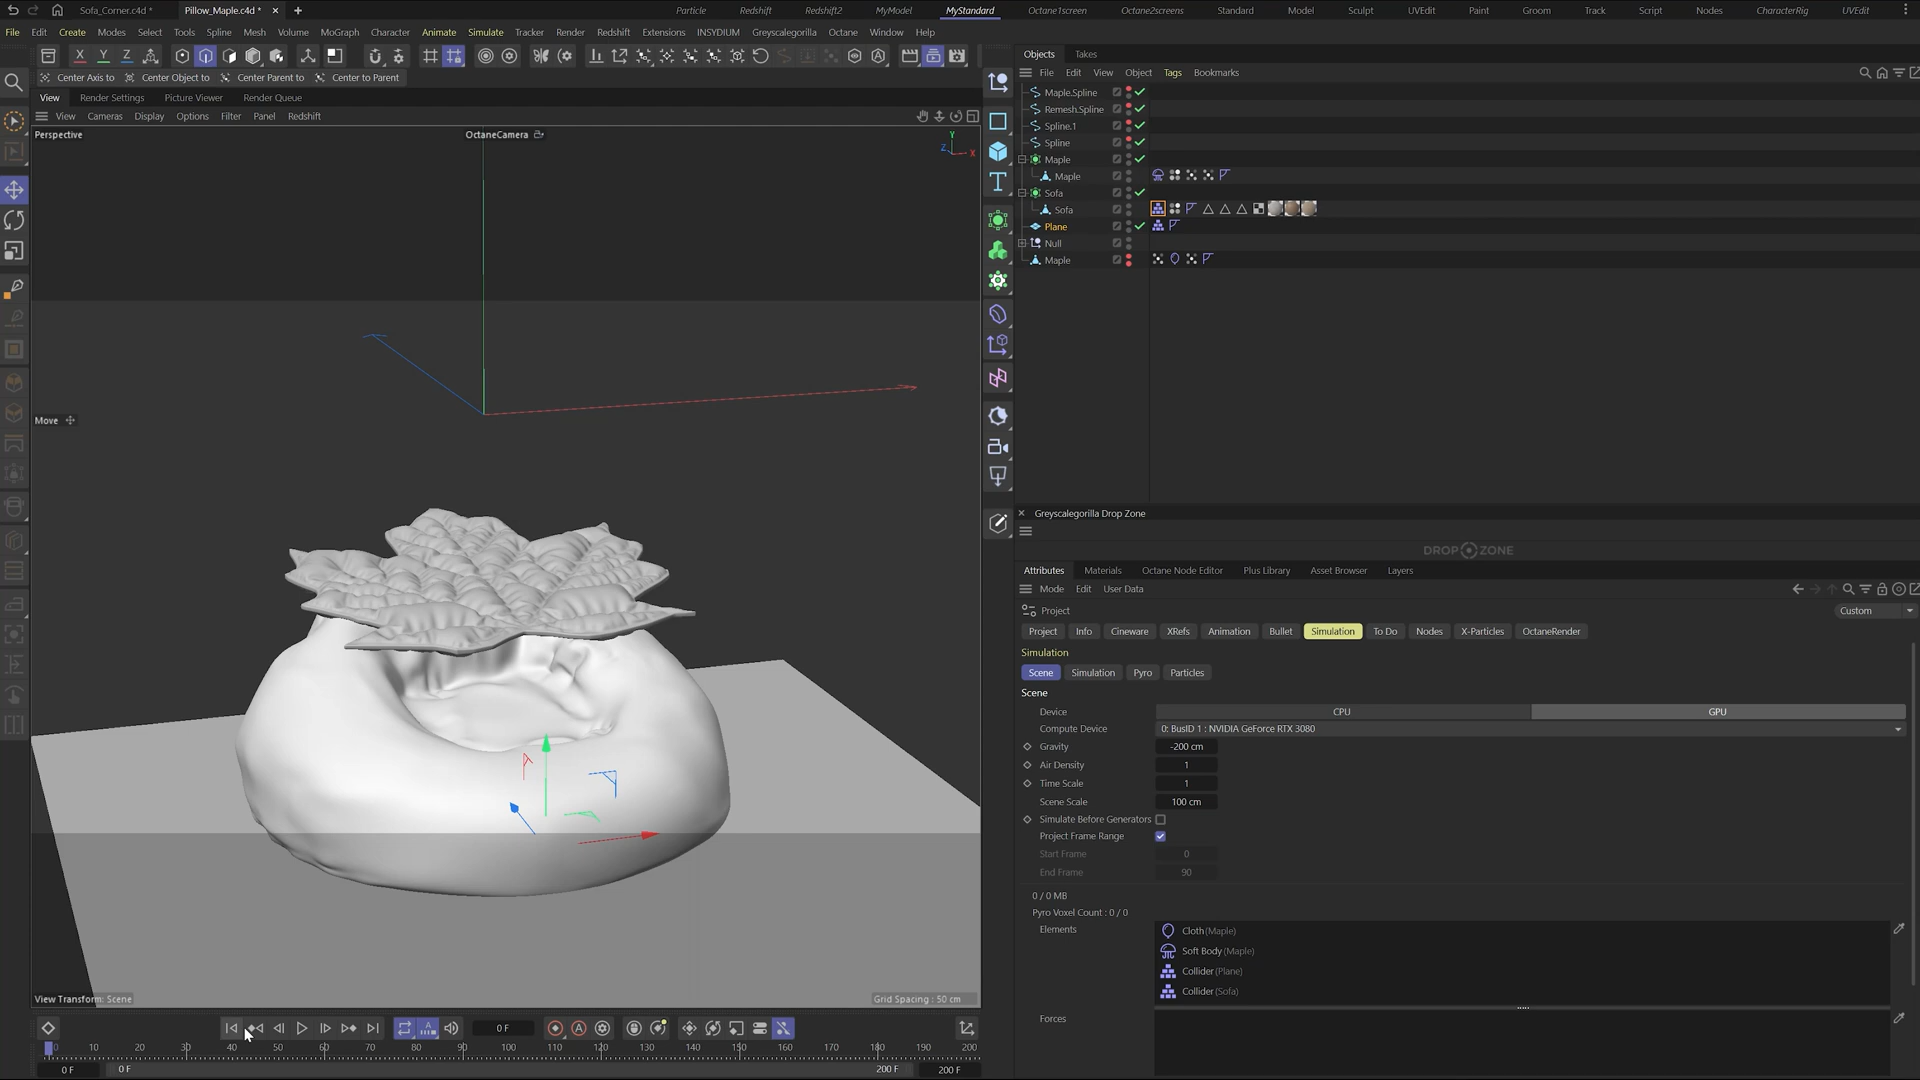 Sofa_Corner.c4d * Pillow_Maple.c4d * × + Particle Redshift Redshift2 MyModel MyStandard Octane1screen Octane2screens Standard Model Sculpt UVEdit Paint Groom Track Script Nodes CharacterRig UVEdit
File Edit Create Modes Select Tools Spline Mesh Volume MoGraph Character Animate Simulate Tracker Render Redshift Extensions INSYDIUM Greyscalegorilla Octane Window Help
X Y Z
Center Axis to Center Object to Center Parent to Center to Parent
View Render Settings Picture Viewer Render Queue
View Cameras Display Options Filter Panel Redshift
Perspective OctaneCamera
Y
Z X
Move
View Transform: Scene Grid Spacing : 50 cm
0 F
0 10 20 30 40 50 60 70 80 90 100 110 120 130 140 150 160 170 180 190 200
0 F 0 F 200 F 200 F
Objects Takes
File Edit View Object Tags Bookmarks
Maple.Spline
Remesh.Spline
Spline.1
Spline
Maple
Maple
Sofa
Sofa
Plane
Null
Maple
× Greyscalegorilla Drop Zone
DROP ZONE
Attributes Materials Octane Node Editor Plus Library Asset Browser Layers
Mode Edit User Data
Project Custom
Project Info Cineware XRefs Animation Bullet Simulation To Do Nodes X-Particles OctaneRender
Simulation
Scene Simulation Pyro Particles
Scene
Device CPU GPU
Compute Device 0: BusID 1 : NVIDIA GeForce RTX 3080
Gravity -200 cm
Air Density 1
Time Scale 1
Scene Scale 100 cm
Simulate Before Generators
Project Frame Range
Start Frame 0
End Frame 90
0 / 0 MB
Pyro Voxel Count : 0 / 0
Elements Cloth (Maple)
Soft Body (Maple)
Collider (Plane)
Collider (Sofa)
Forces